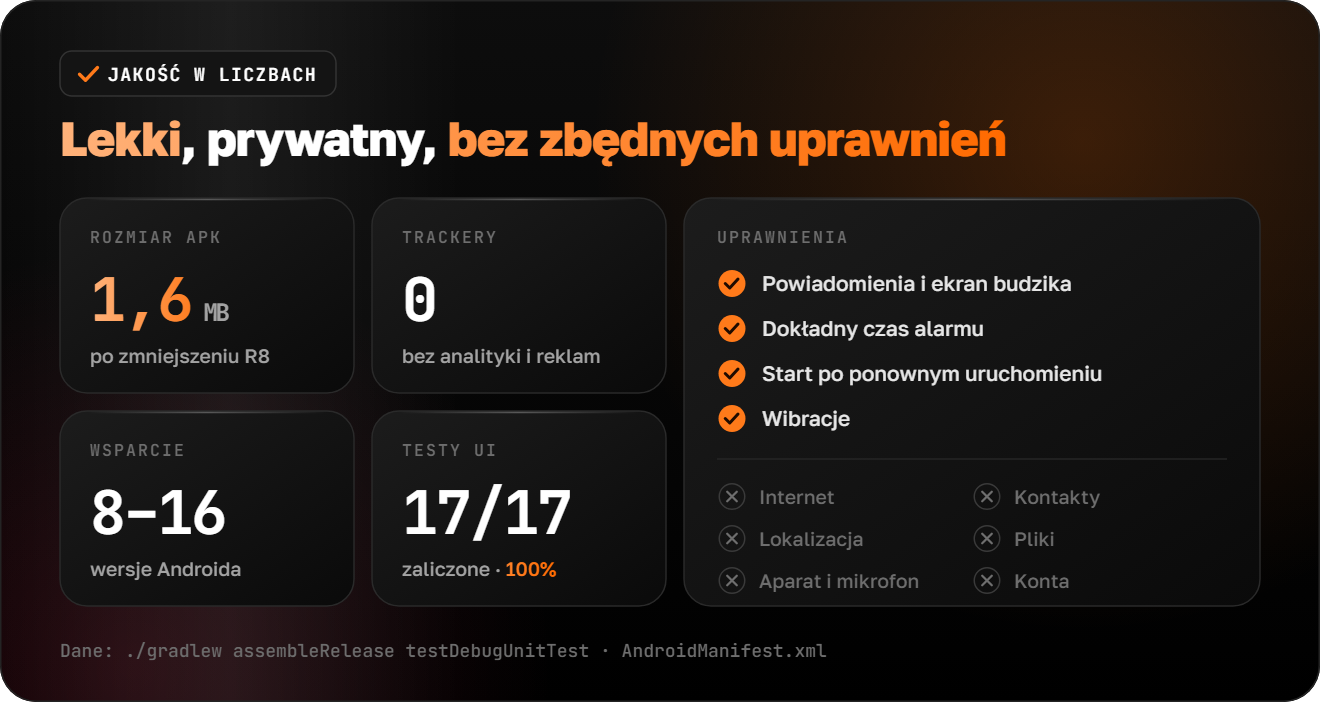 JAKOŚĆ W LICZBACH
Lekki, prywatny, bez zbędnych uprawnień
ROZMIAR APK
1,6 MB
po zmniejszeniu R8
TRACKERY
0
bez analityki i reklam
WSPARCIE
8–16
wersje Androida
TESTY UI
17/17
zaliczone · 100%
UPRAWNIENIA
Powiadomienia i ekran budzika
Dokładny czas alarmu
Start po ponownym uruchomieniu
Wibracje
Internet
Kontakty
Lokalizacja
Pliki
Aparat i mikrofon
Konta
Dane: ./gradlew assembleRelease testDebugUnitTest · AndroidManifest.xml